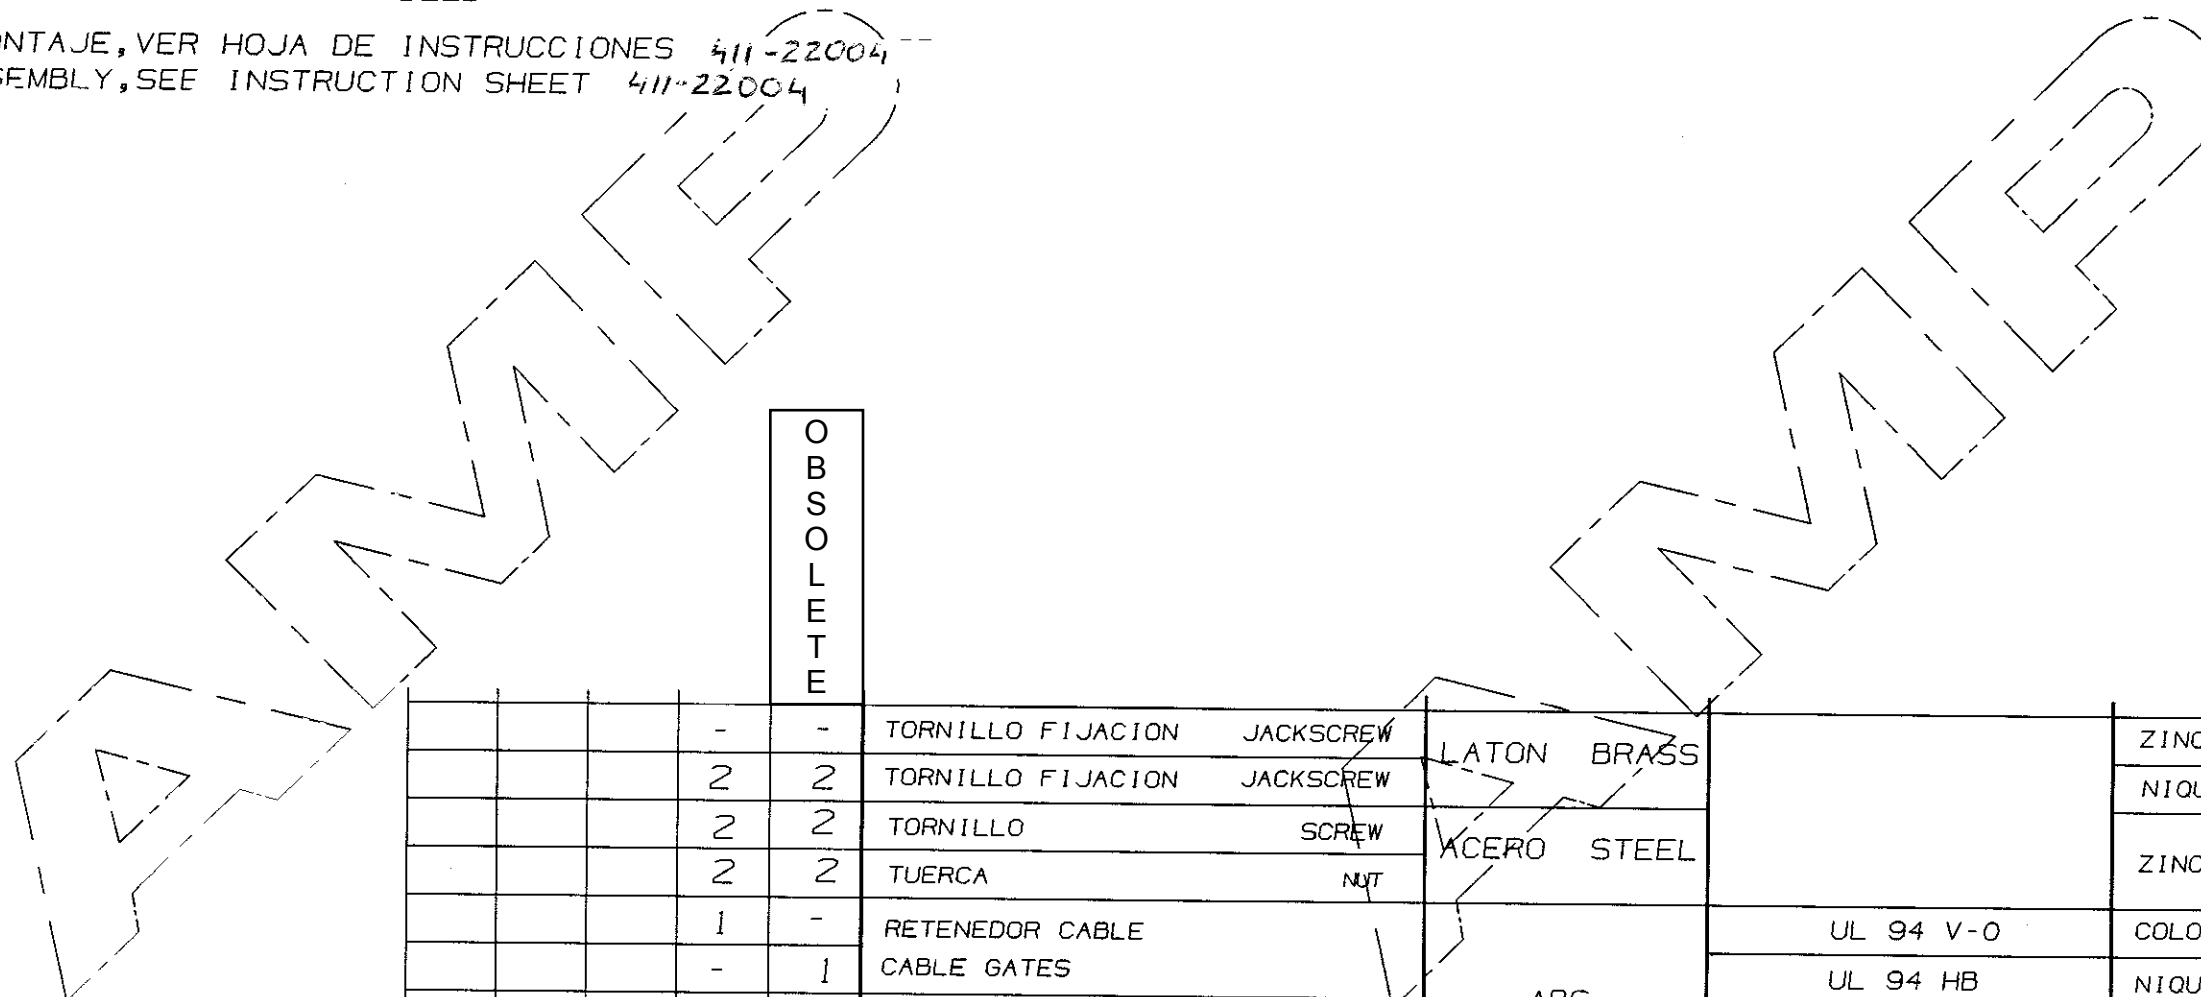 ONTAJE, VER HOJA DE INSTRUCCIONES 411-22004
SEMBLY, SEE INSTRUCTION SHEET 411-22004
AMP
AMP
OBSOLETE
- - TORNILLO FIJACION JACKSCREW LATON BRASS ZINC
2 2 TORNILLO FIJACION JACKSCREW NIQU
2 2 TORNILLO SCREW ACERO STEEL
2 2 TUERCA NUT ZINC
1 - RETENEDOR CABLE UL 94 V-0 COLO
- 1 CABLE GATES UL 94 HB NIQU